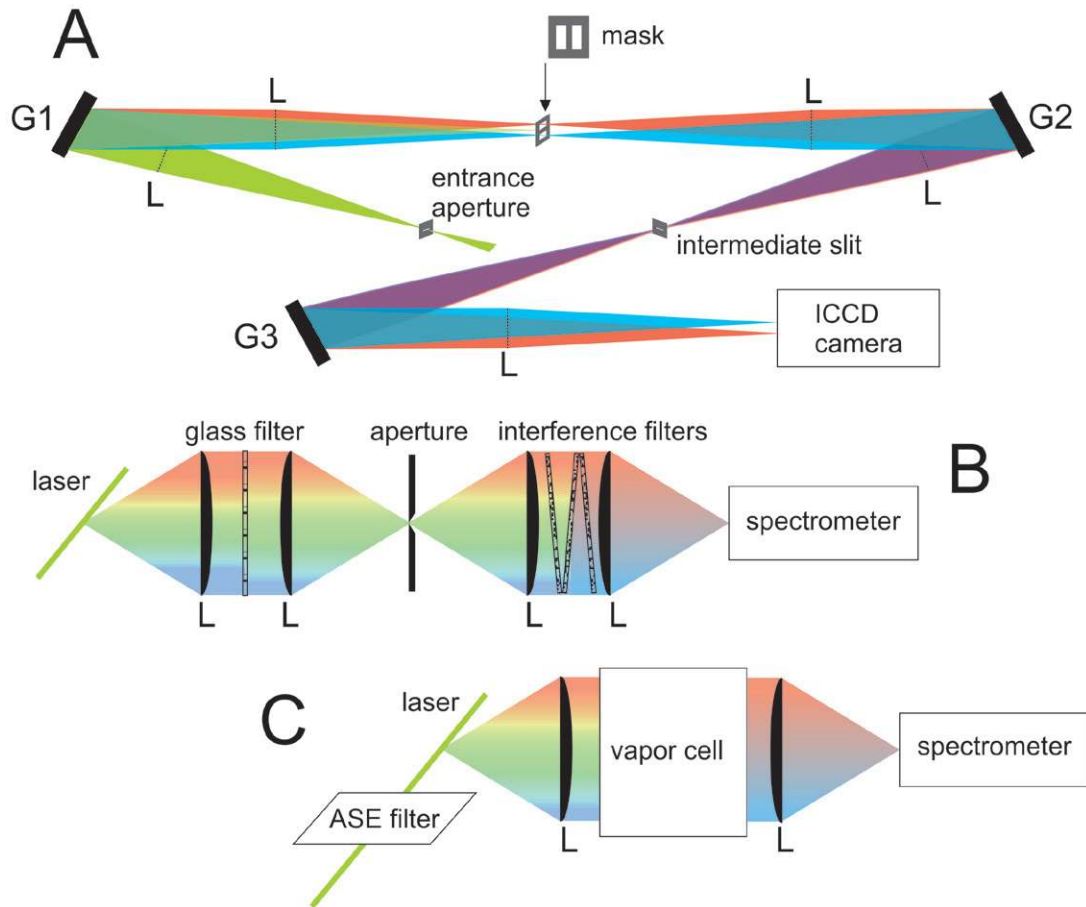 A
mask
G1
L
L
G2
L
entrance
aperture
L
intermediate slit
G3
L
ICCD
camera
glass filter
aperture
interference filters
laser
B
spectrometer
L
L
L
L
C
laser
vapor cell
spectrometer
ASE filter
L
L